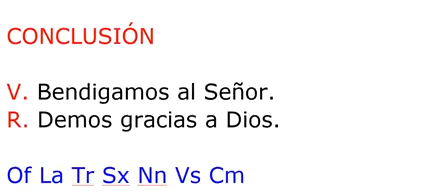 CONCLUSIÓN
V. Bendigamos al Señor.
R. Demos gracias a Dios.
Of La Tr Sx Nn Vs Cm